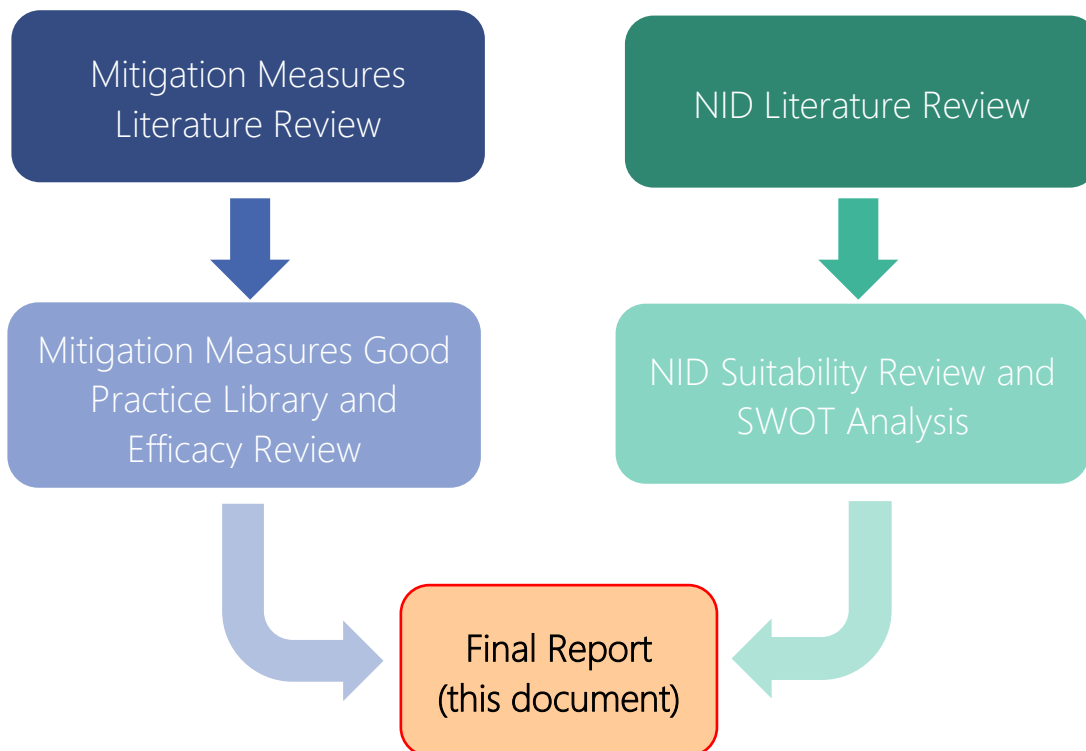 Mitigation Measures
Literature Review
NID Literature Review
Mitigation Measures Good
Practice Library and
Efficacy Review
NID Suitability Review and
SWOT Analysis
Final Report
(this document)